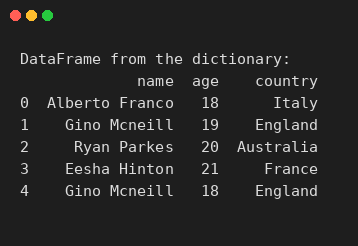 DataFrame from the dictionary:
name age country
0 Alberto Franco 18 Italy
1 Gino Mcneill 19 England
2 Ryan Parkes 20 Australia
3 Eesha Hinton 21 France
4 Gino Mcneill 18 England